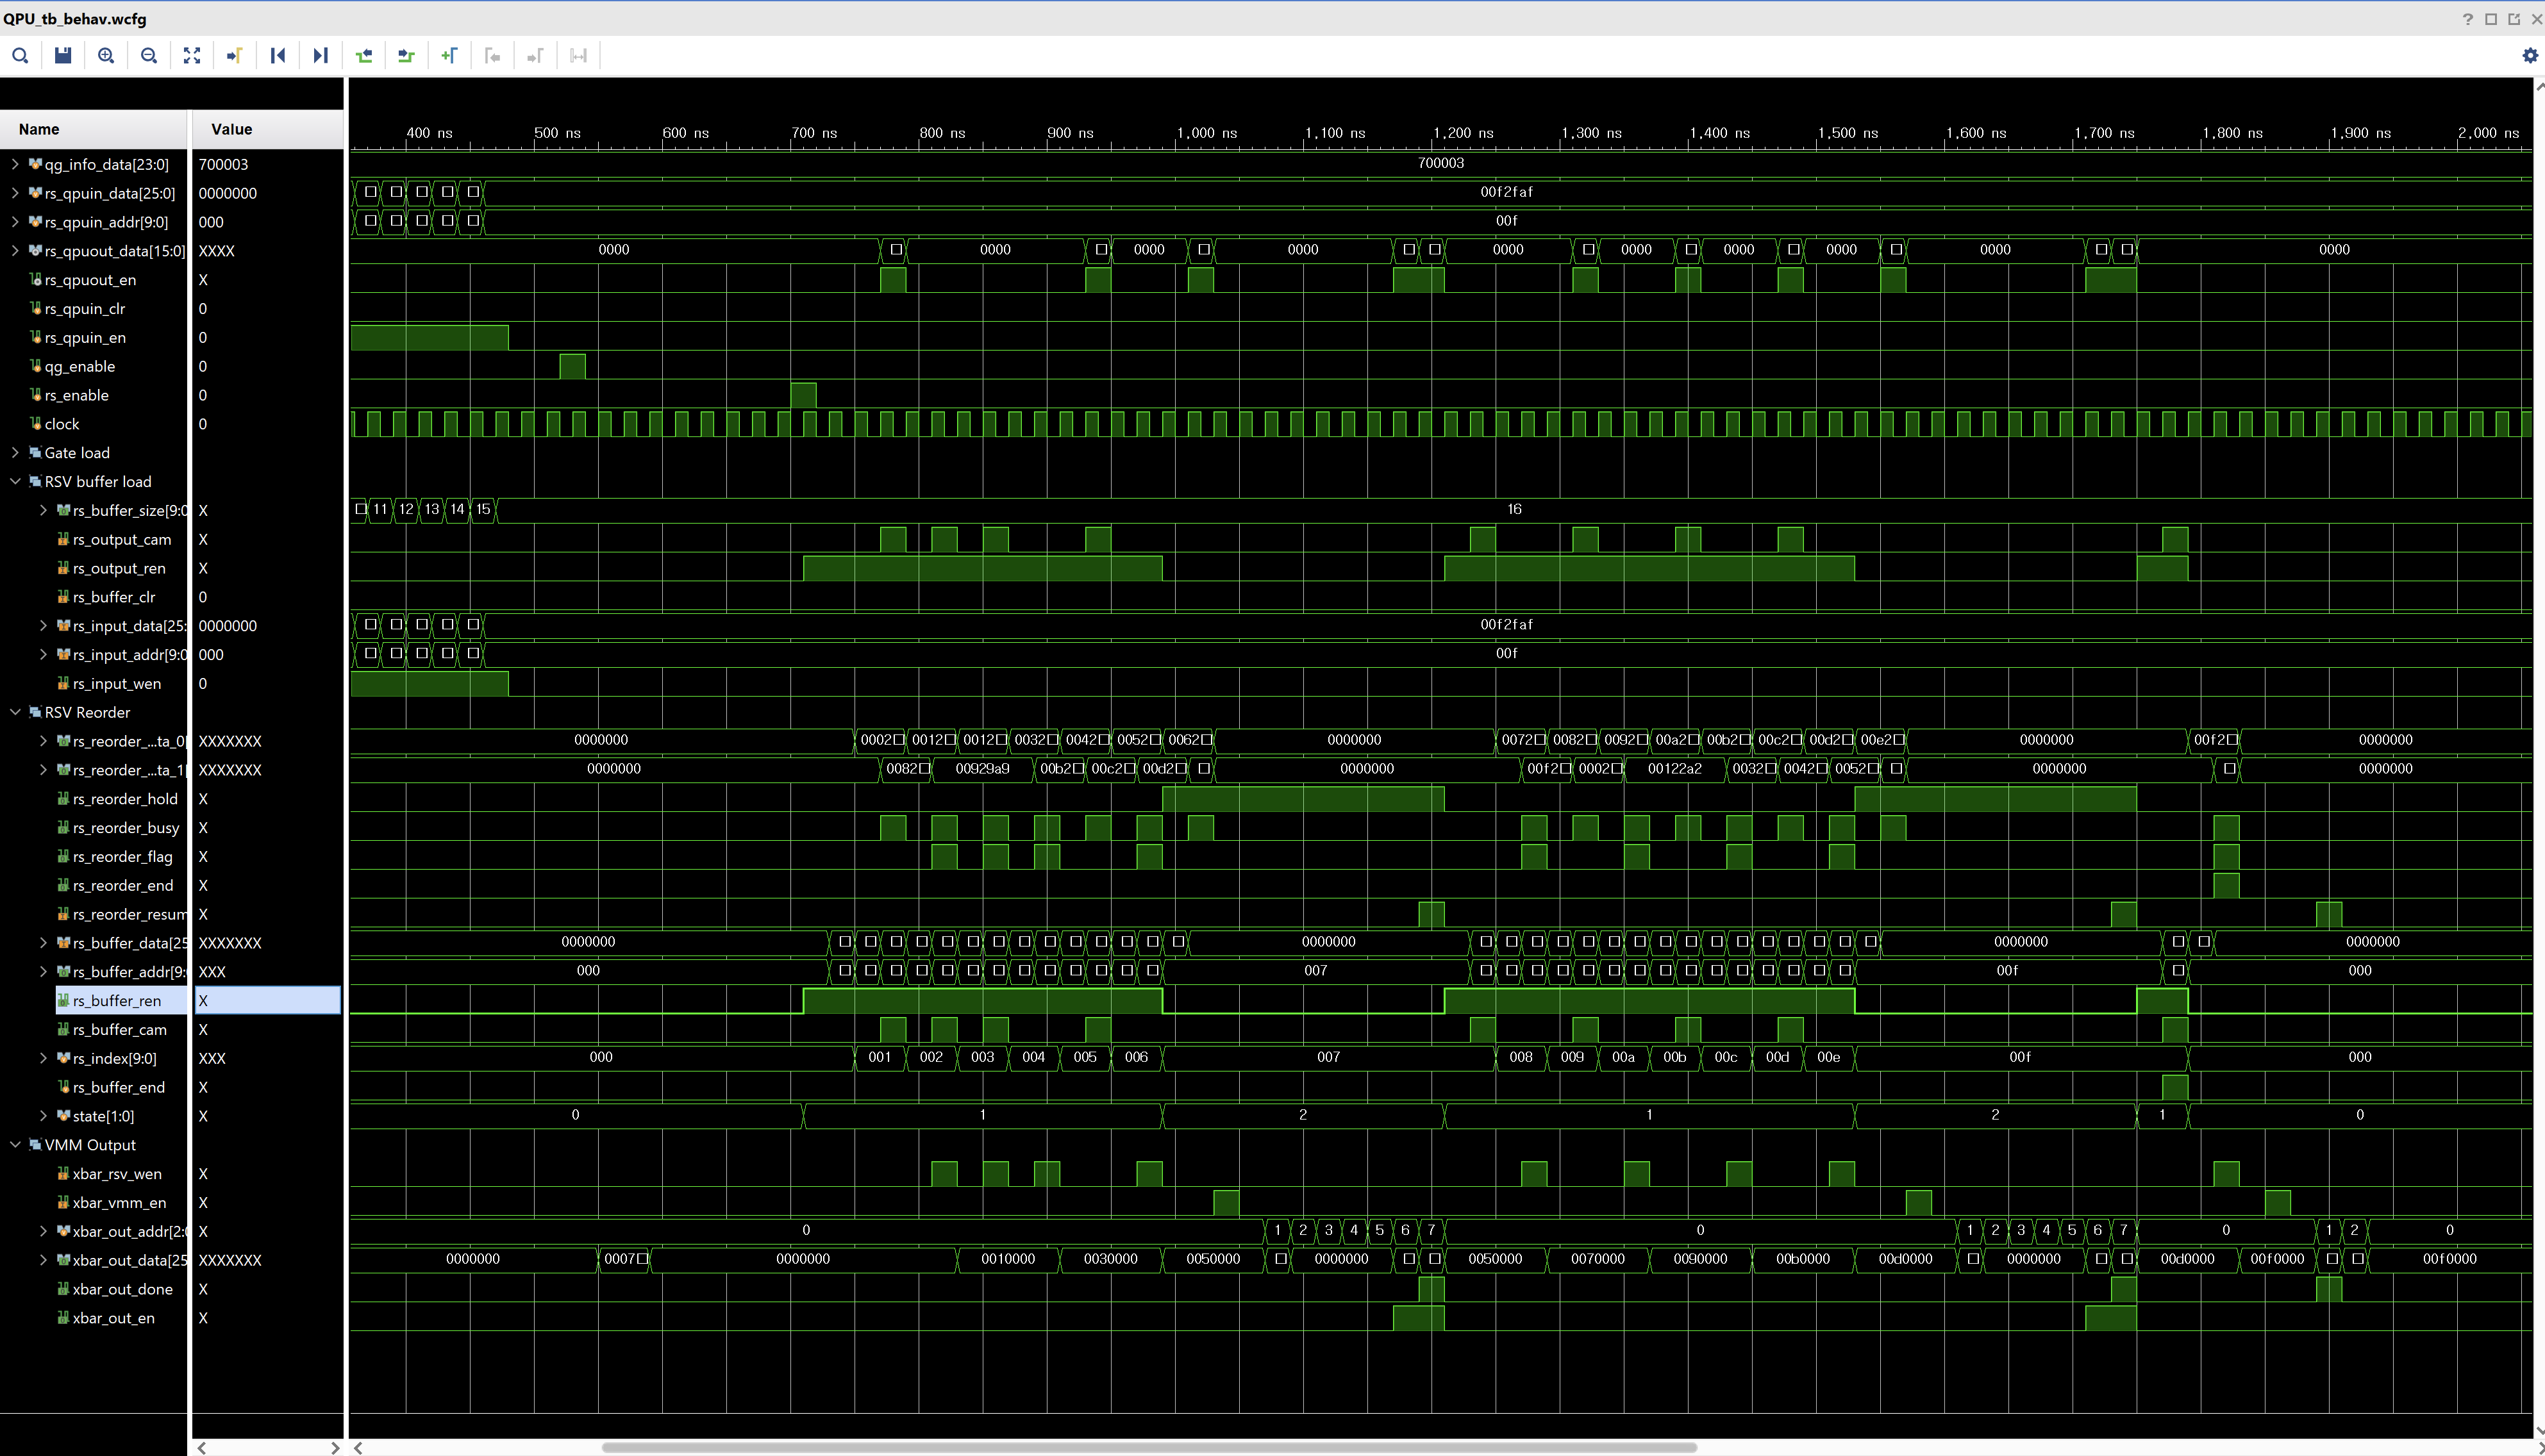 QPU_tb_behav.wcfg
Name Value
400 ns 500 ns 600 ns 700 ns 800 ns 900 ns 1,000 ns 1,100 ns 1,200 ns 1,300 ns 1,400 ns 1,500 ns 1,600 ns 1,700 ns 1,800 ns 1,900 ns 2,000 ns
qg_info_data[23:0] 700003 700003
rs_qpuin_data[25:0] 0000000 00f2faf
rs_qpuin_addr[9:0] 000 00f
rs_qpuout_data[15:0] XXXX 0000 0000 0000 0000 0000 0000 0000 0000 0000 0000
rs_qpuout_en X
rs_qpuin_clr 0
rs_qpuin_en 0
qg_enable 0
rs_enable 0
clock 0
Gate load
RSV buffer load
rs_buffer_size[9:0 X 11 12 13 14 15 16
rs_output_cam X
rs_output_ren X
rs_buffer_clr 0
rs_input_data[25: 0000000 00f2faf
rs_input_addr[9:0 000 00f
rs_input_wen 0
RSV Reorder
rs_reorder_...ta_0[ XXXXXXX 0000000 0002 0012 0012 0032 0042 0052 0062 0000000 0072 0082 0092 00a2 00b2 00c2 00d2 00e2 0000000 00f2 0000000
rs_reorder_...ta_1[ XXXXXXX 0000000 0082 00929a9 00b2 00c2 00d2 0000000 00f2 0002 00122a2 0032 0042 0052 0000000 0000000
rs_reorder_hold X
rs_reorder_busy X
rs_reorder_flag X
rs_reorder_end X
rs_reorder_resum X
rs_buffer_data[25 XXXXXXX 0000000 0000000 0000000 0000000
rs_buffer_addr[9: XXX 000 007 00f 000
rs_buffer_ren X
rs_buffer_cam X
rs_index[9:0] XXX 000 001 002 003 004 005 006 007 008 009 00a 00b 00c 00d 00e 00f 000
rs_buffer_end X
state[1:0] X 0 1 2 1 2 1 0
VMM Output
xbar_rsv_wen X
xbar_vmm_en X
xbar_out_addr[2: X 0 1 2 3 4 5 6 7 0 1 2 3 4 5 6 7 0 1 2 0
xbar_out_data[25 XXXXXXX 0000000 0007 0000000 0010000 0030000 0050000 0000000 0050000 0070000 0090000 00b0000 00d0000 0000000 00d0000 00f0000 00f0000
xbar_out_done X
xbar_out_en X